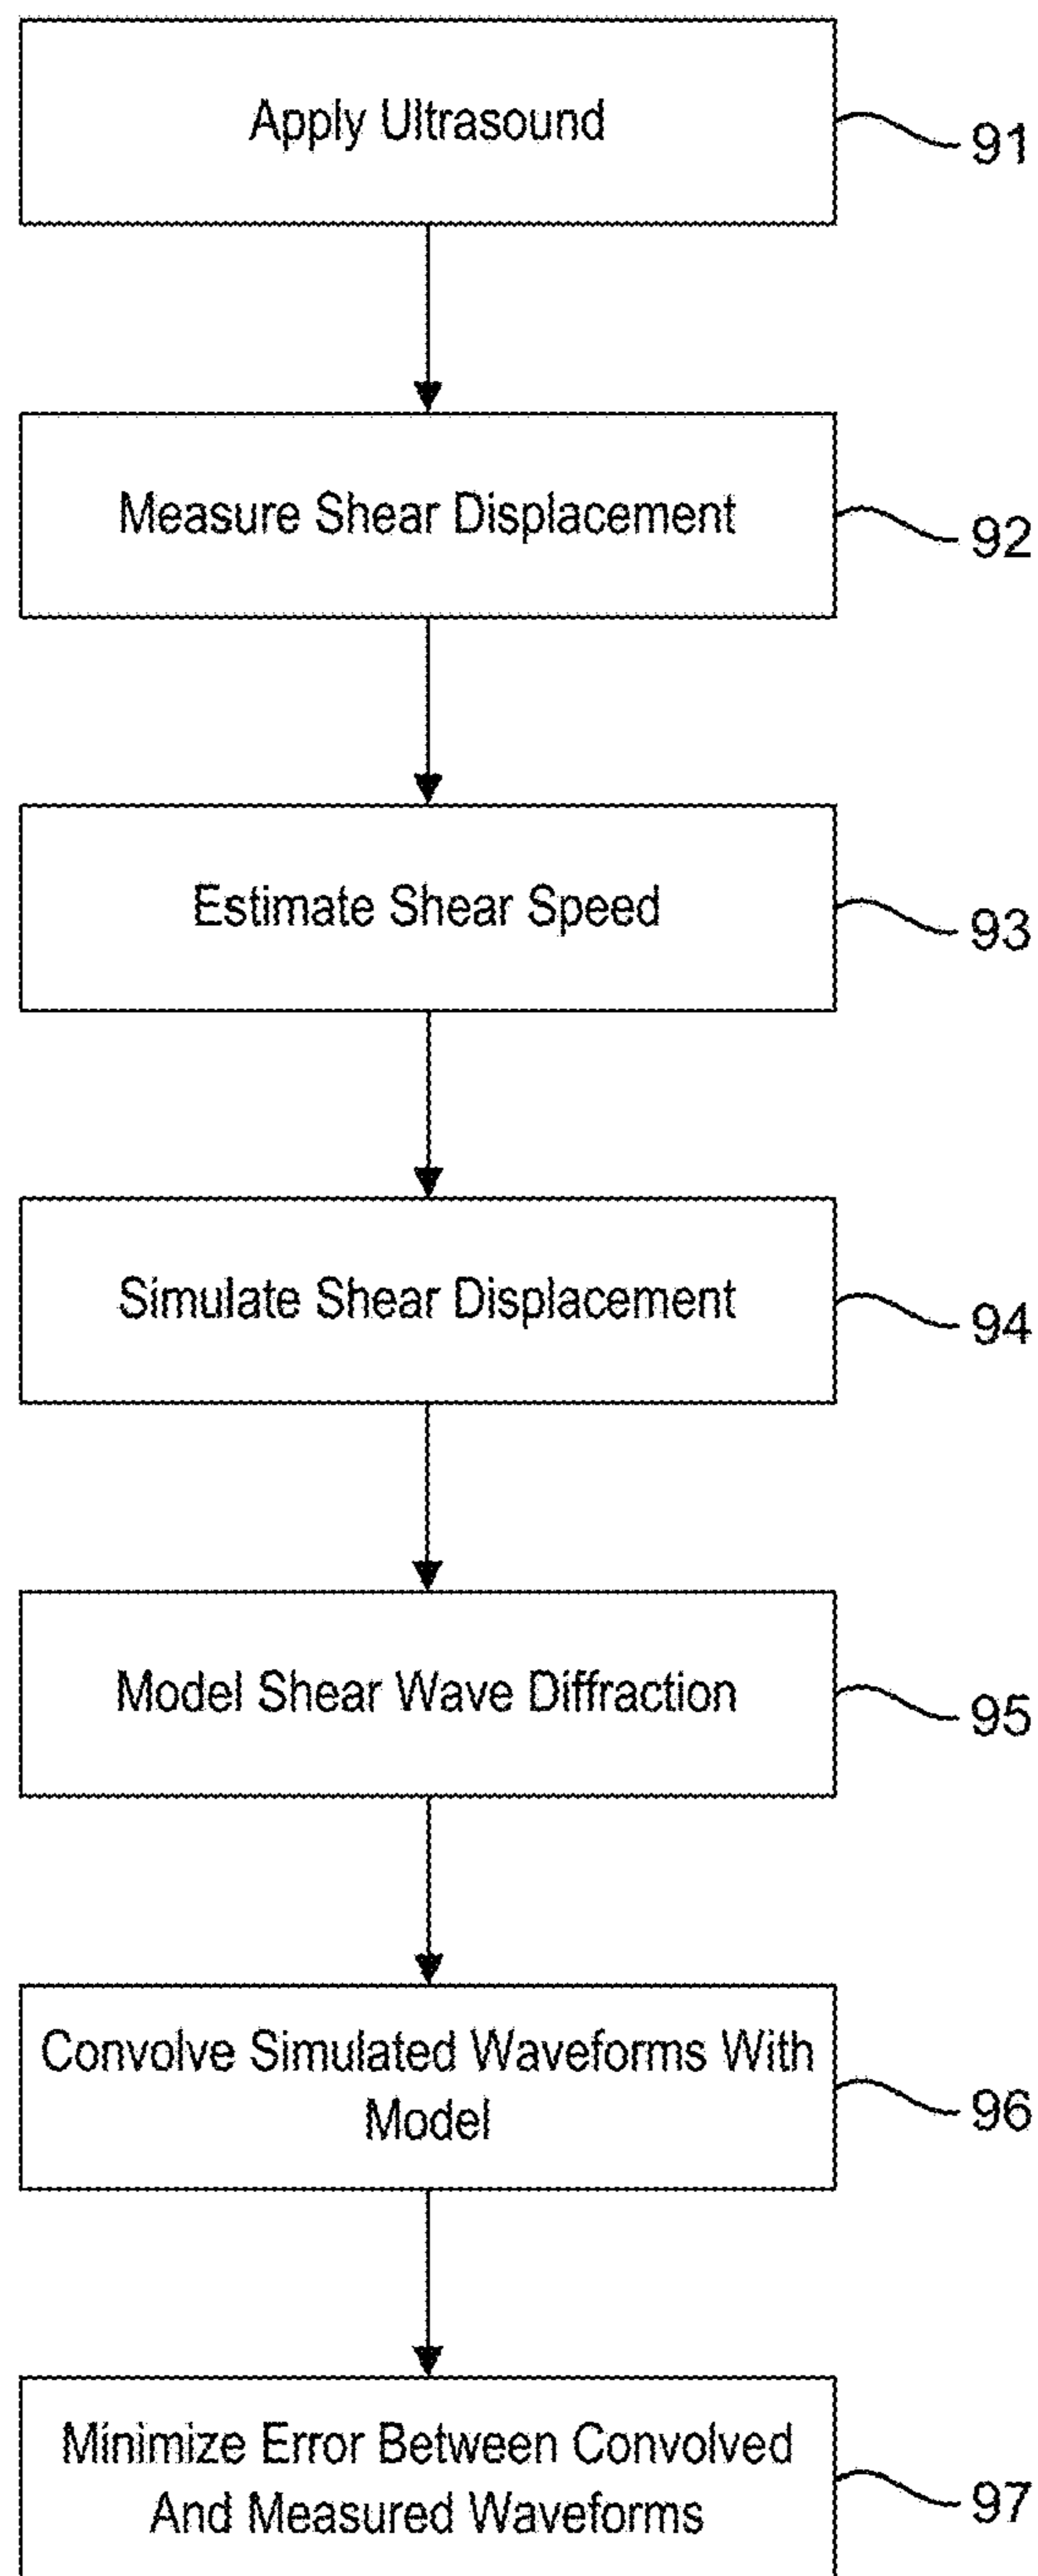 Apply Ultrasound
91
Measure Shear Displacement
92
Estimate Shear Speed
93
Simulate Shear Displacement
94
Model Shear Wave Diffraction
95
Convolve Simulated Waveforms With
Model
96
Minimize Error Between Convolved
And Measured Waveforms
97